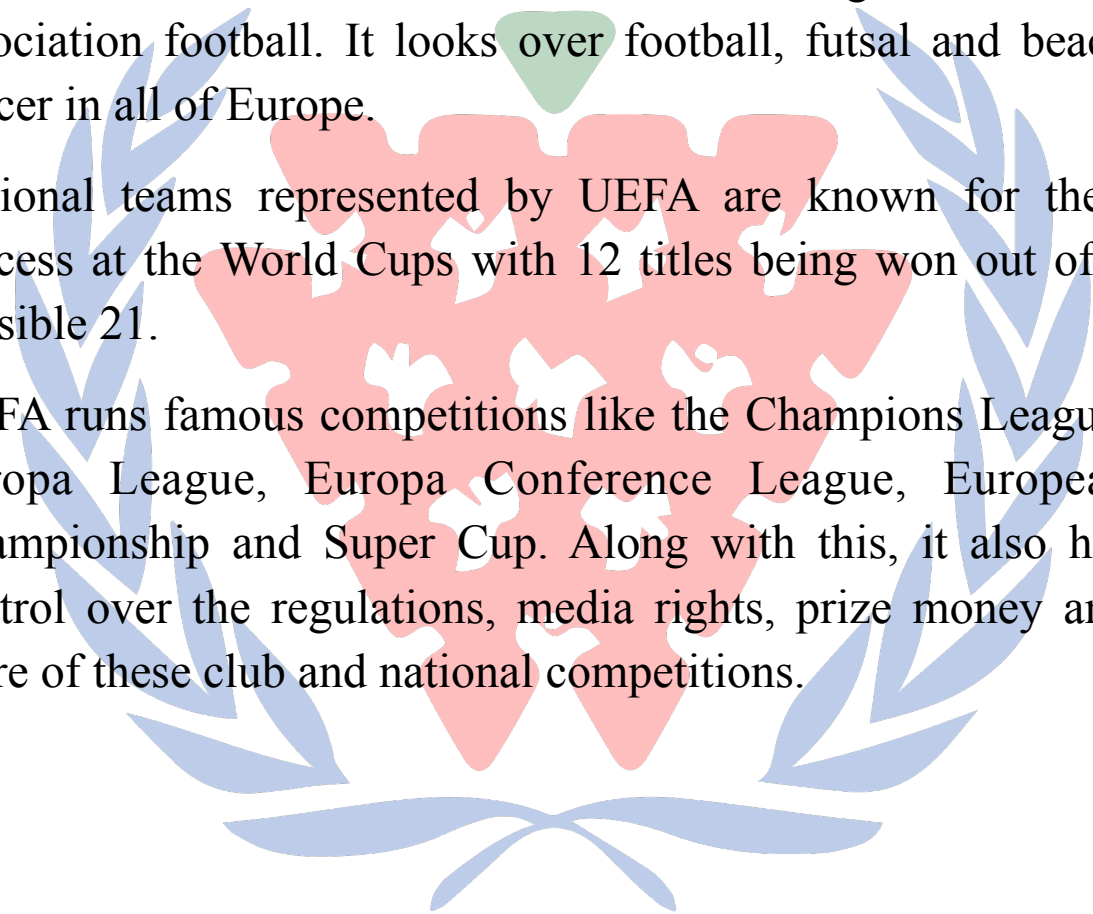 ociation football. It looks over football, futsal and bea
cer in all of Europe.
ional teams represented by UEFA are known for the
cess at the World Cups with 12 titles being won out of
sible 21.
FA runs famous competitions like the Champions Leagu
opa League, Europa Conference League, Europea
ampionship and Super Cup. Along with this, it also h
trol over the regulations, media rights, prize money a
re of these club and national competitions.